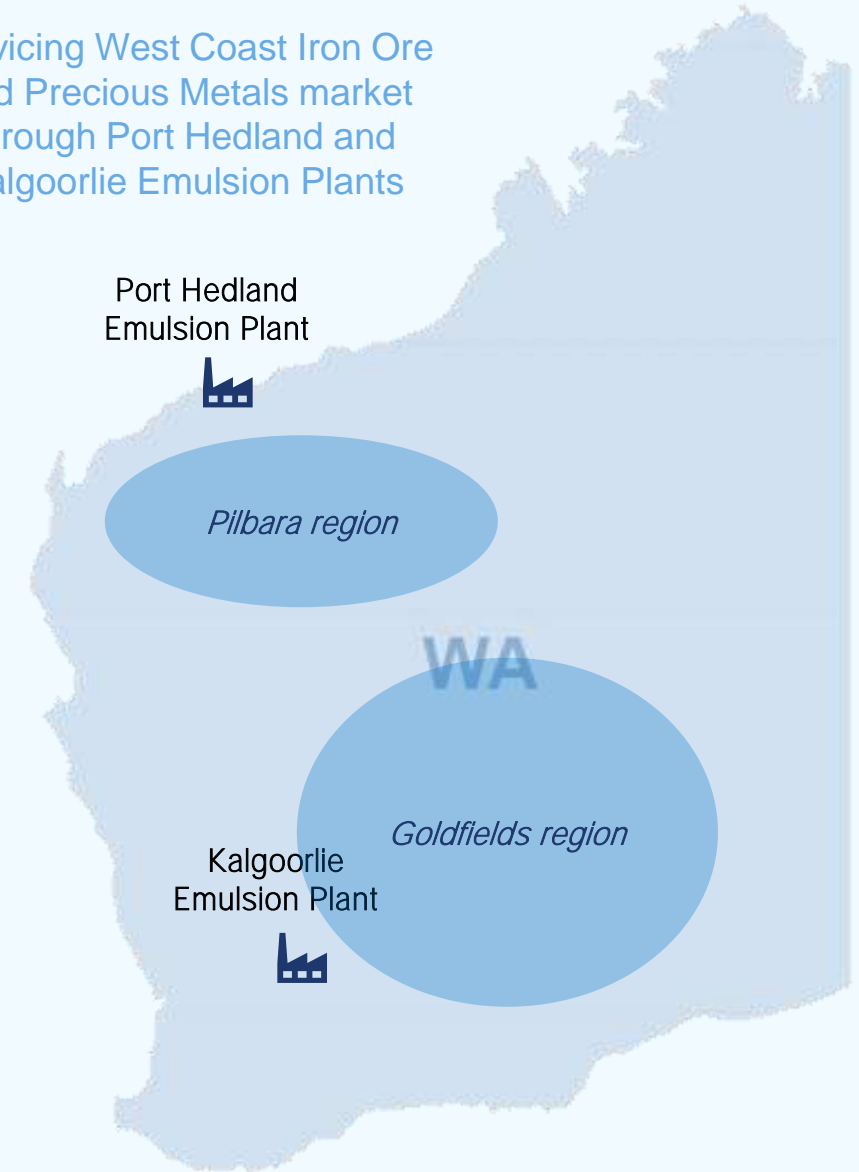 vicing West Coast Iron Ore
d Precious Metals market
rough Port Hedland and
algoorlie Emulsion Plants
Port Hedland
Emulsion Plant
Pilbara region
WA
Goldfields region
Kalgoorlie
Emulsion Plant